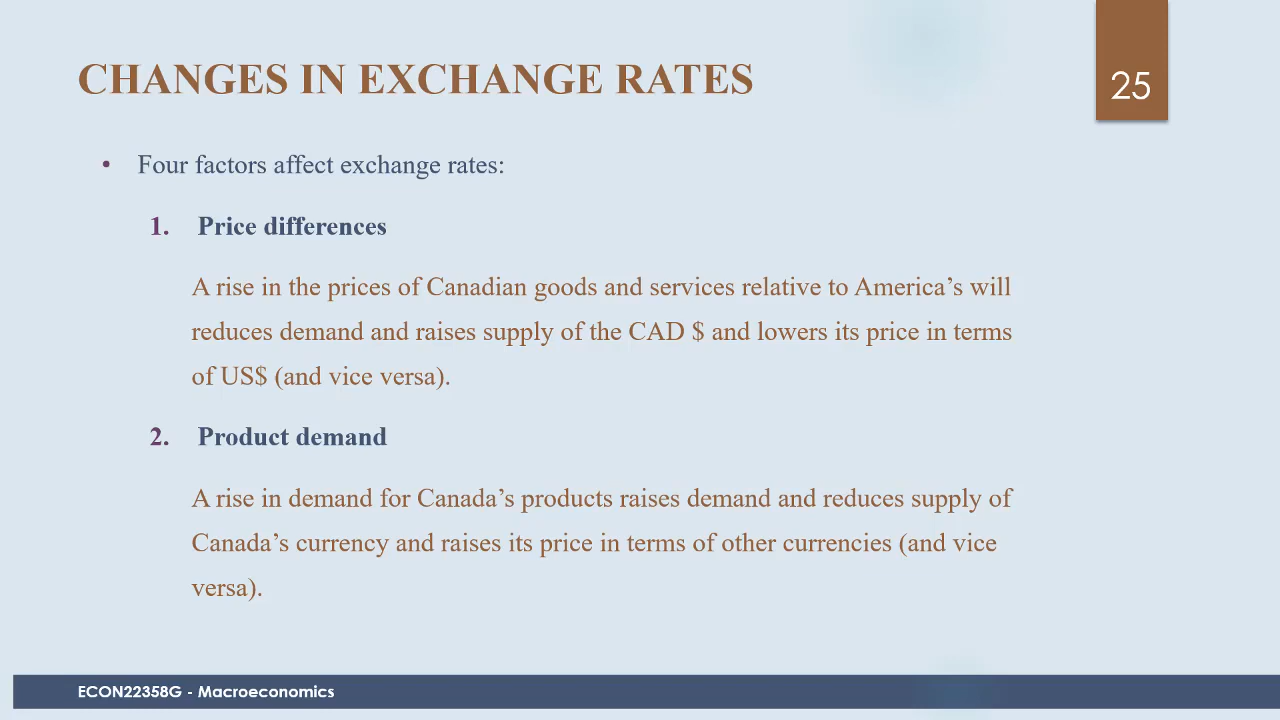 CHANGES IN EXCHANGE RATES
25
• Four factors affect exchange rates:
1. Price differences
A rise in the prices of Canadian goods and services relative to America’s will
reduces demand and raises supply of the CAD $ and lowers its price in terms
of US$ (and vice versa).
2. Product demand
A rise in demand for Canada’s products raises demand and reduces supply of
Canada’s currency and raises its price in terms of other currencies (and vice
versa).
ECON22358G - Macroeconomics